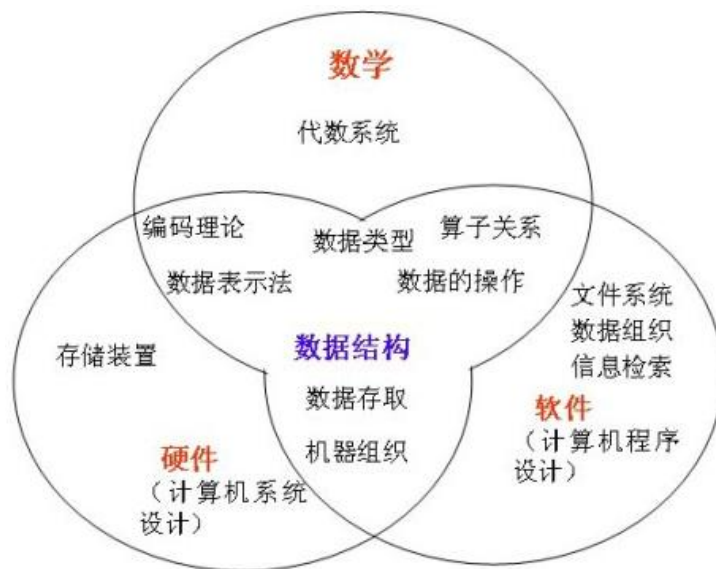 数学
代数系统
编码理论
数据类型
算子关系
数据表示法
数据的操作
文件系统
数据组织
信息检索
存储装置
数据结构
数据存取
机器组织
软件
（计算机程序
设计）
硬件
（计算机系统
设计）